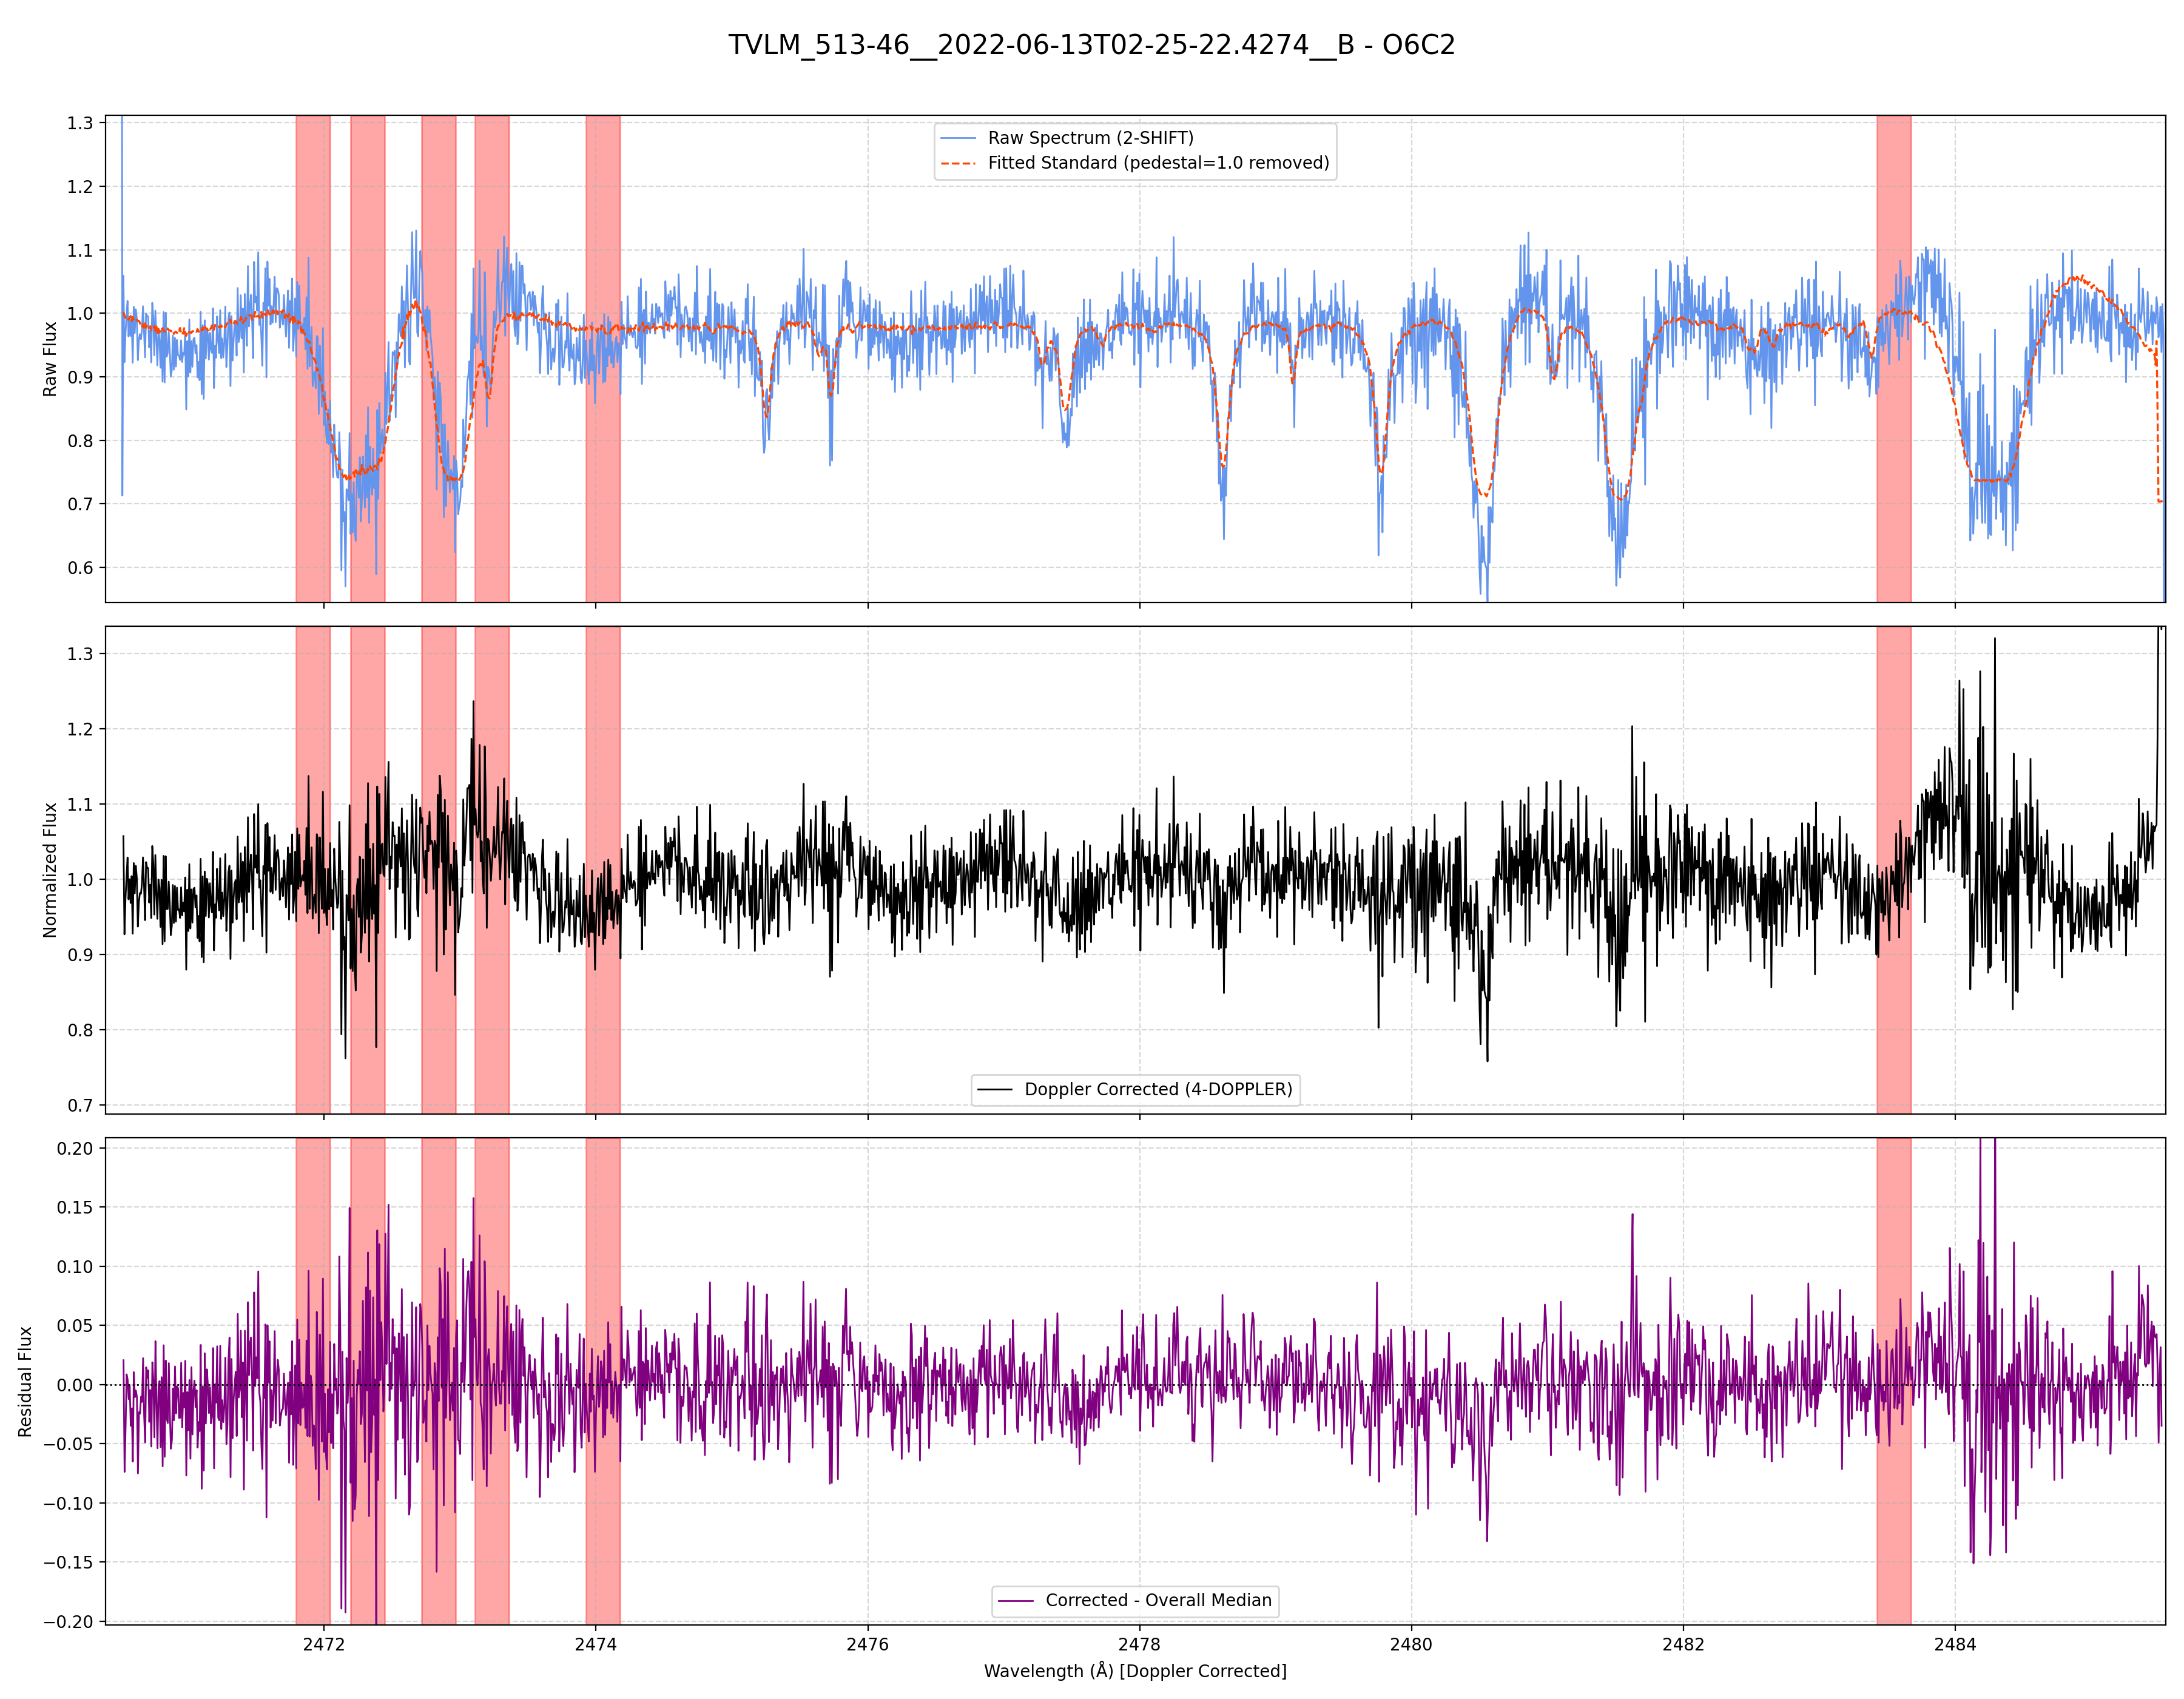 TVLM_513-46__2022-06-13T02-25-22.4274__B - O6C2
Raw Flux
1.3
1.2
1.1
1.0
0.9
0.8
0.7
0.6
Raw Spectrum (2-SHIFT)
Fitted Standard (pedestal=1.0 removed)
Normalized Flux
1.3
1.2
1.1
1.0
0.9
0.8
0.7
Doppler Corrected (4-DOPPLER)
Residual Flux
0.20
0.15
0.10
0.05
0.00
−0.05
−0.10
−0.15
−0.20
Corrected - Overall Median
2472 2474 2476 2478 2480 2482 2484
Wavelength (Å) [Doppler Corrected]